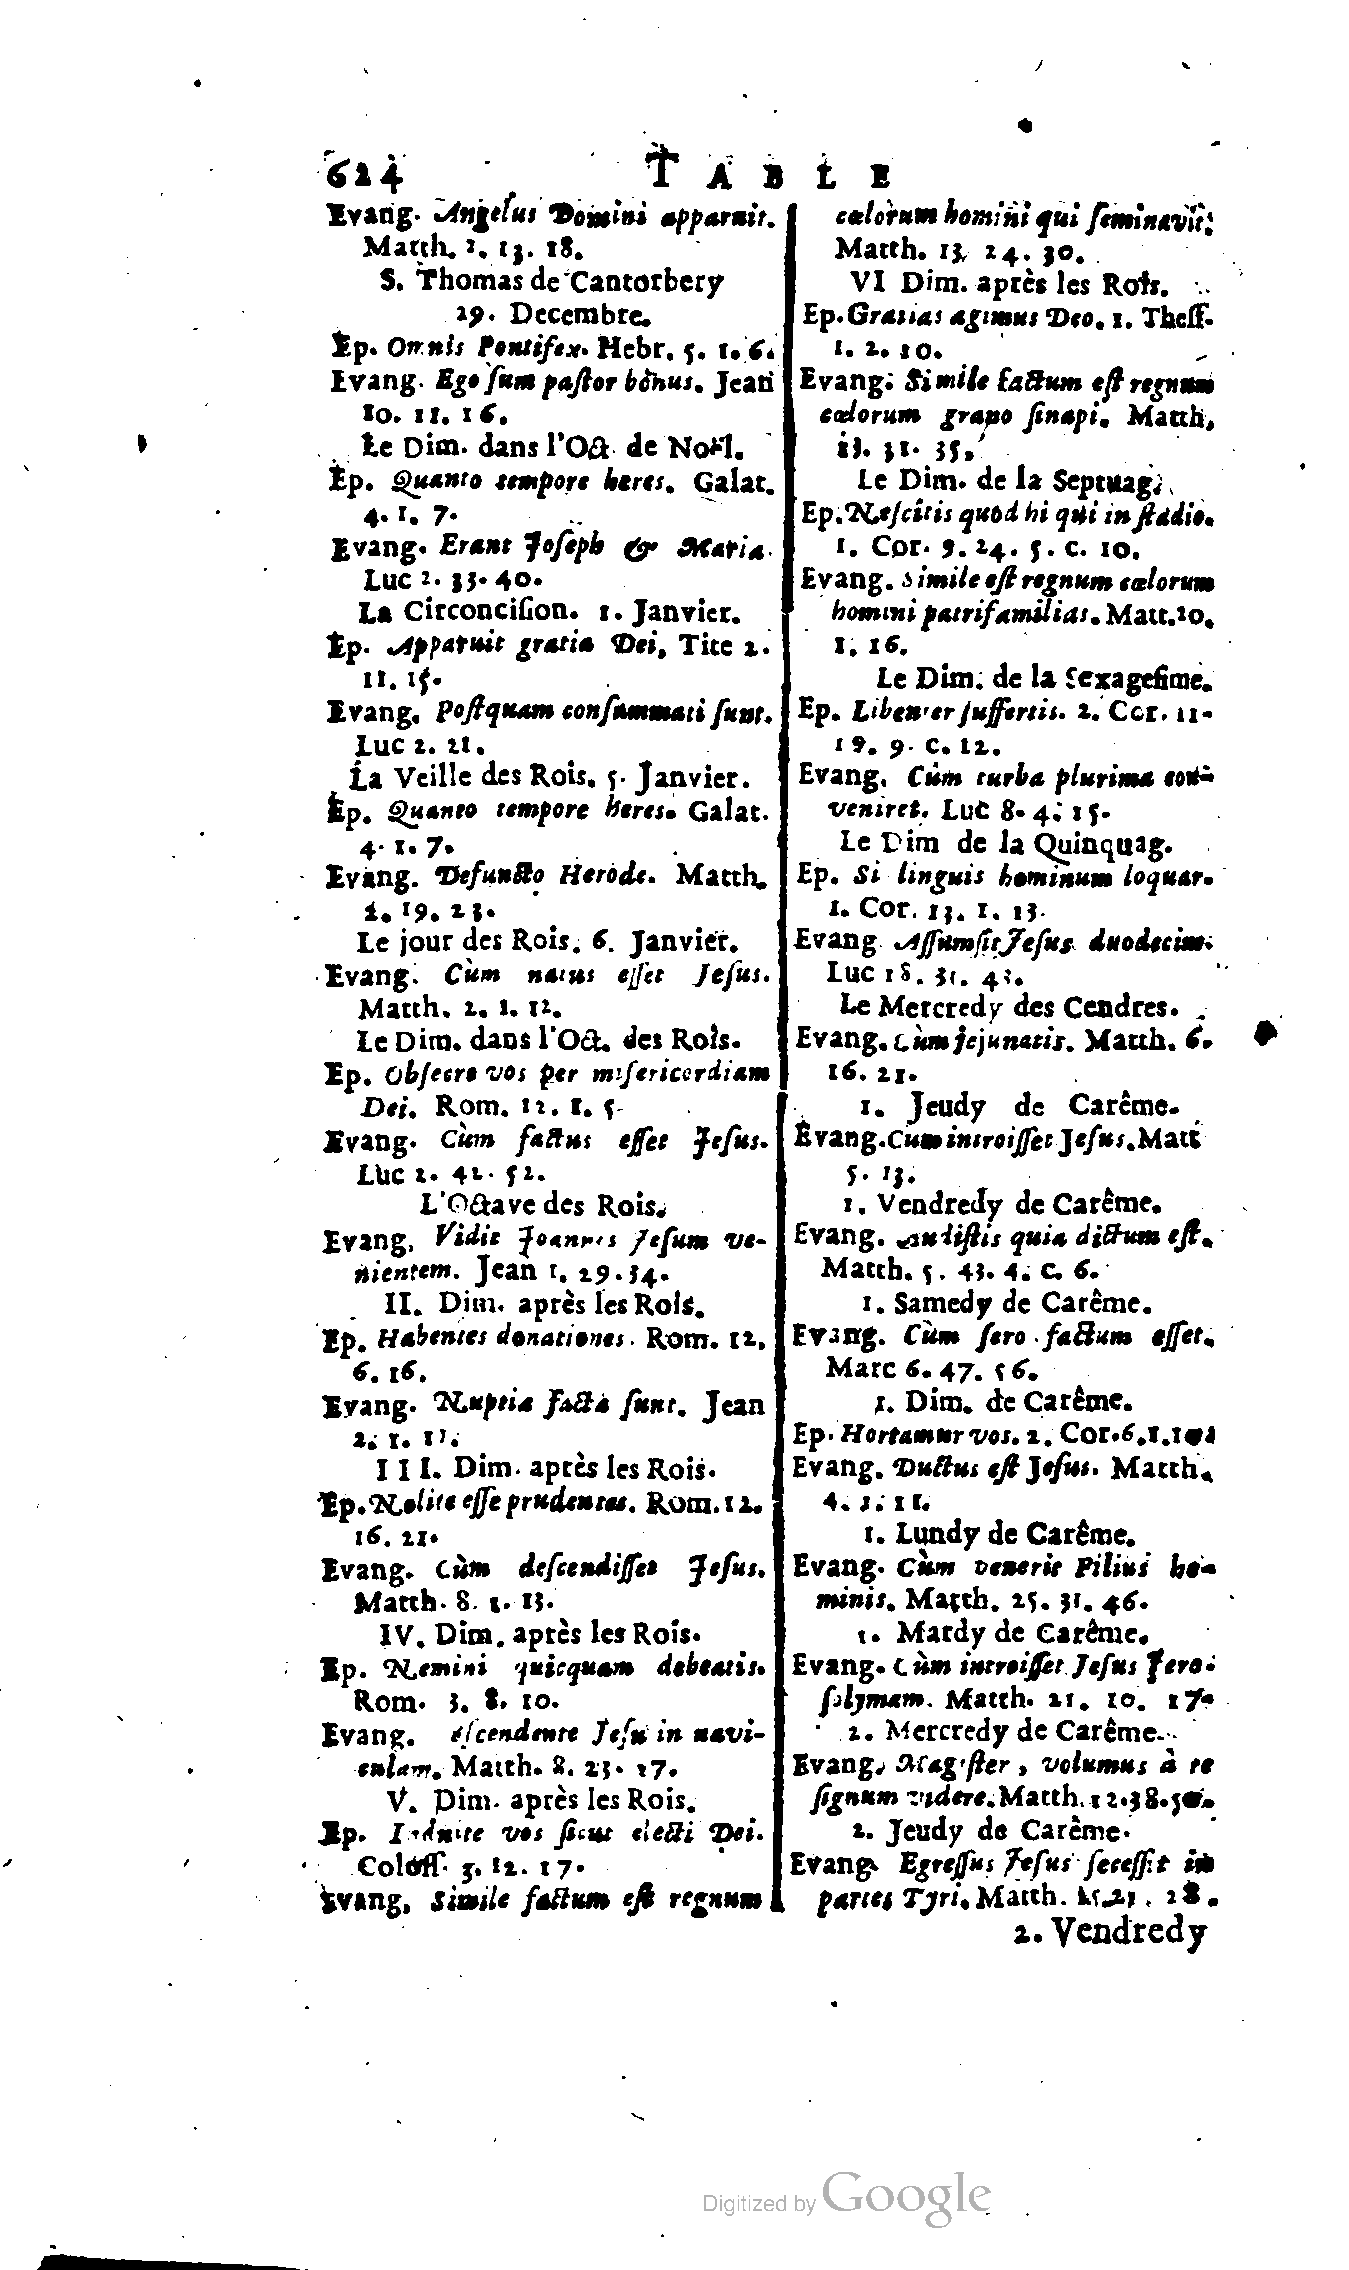 624 TABLE
Evang. Angelus Domini apparuit.
Matth. 2. 13. 18.
S. Thomas de Cantorbery
29. Decembre.
Ep. Omnis Pontifex. Hebr. 5. 1. 6.
Evang. Ego ſum paſtor bonus. Jean
10. 11. 16.
Le Dim. dans l'Oct. de Noël.
Ep. Quanto tempore heres. Galat.
4. 1. 7.
Evang. Erant Joſeph & Maria.
Luc 2. 33. 40.
La Circonciſion. 1. Janvier.
Ep. Apparuit gratia Dei, Tite 2.
11. 15.
Evang. Poſtquam conſummati ſunt.
Luc 2. 21.
La Veille des Rois. 5. Janvier.
Ep. Quanto tempore heres. Galat.
4. 1. 7.
Evang. Defuncto Herode. Matth.
2. 19. 23.
Le jour des Rois. 6. Janvier.
Evang. Cùm natus eſſet Jeſus.
Matth. 2. 1. 12.
Le Dim. dans l'Oct. des Rois.
Ep. Obſecro vos per miſericordiam
Dei. Rom. 12. 1. 5.
Evang. Cùm factus eſſet Jeſus.
Luc 2. 42. 52.
L'Octave des Rois.
Evang. Vidit Joannes Jeſum ve-
nientem. Jean 1. 29. 34.
II. Dim. après les Rois.
Ep. Habentes donationes. Rom. 12.
6. 16.
Evang. Nuptia facta ſunt. Jean
2. 1. 11.
III. Dim. après les Rois.
Ep. Nolite eſſe prudentes. Rom. 12.
16. 21.
Evang. Cùm deſcendiſſet Jeſus.
Matth. 8. 1. 13.
IV. Dim. après les Rois.
Ep. Nemini quicquam debeatis.
Rom. 3. 8. 10.
Evang. eſcendente Jeſu in navi-
culam. Matth. 8. 23. 27.
V. Dim. après les Rois.
Ep. Induite vos ſicut electi Dei.
Coloſſ. 3. 12. 17.
Evang. Simile factum eſt regnum
cœlorum homini qui ſeminavit.
Matth. 13. 24. 30.
VI Dim. après les Rois.
Ep. Gratias agimus Deo. 1. Theſſ.
1. 2. 10.
Evang. Simile factum eſt regnum
cœlorum grano ſinapi. Matth.
13. 31. 35.
Le Dim. de la Septuag.
Ep. Neſcitis quod hi qui in ſtadio.
1. Cor. 9. 24. 5. c. 10.
Evang. Simile eſt regnum cœlorum
homini patrifamilias. Matt. 20.
1. 16.
Le Dim. de la Sexageſime.
Ep. Libenter ſuffertis. 2. Cor. 11.
19. 9. c. 12.
Evang. Cùm turba plurima con-
veniret. Luc 8. 4. 15.
Le Dim de la Quinquag.
Ep. Si linguis hominum loquar.
1. Cor. 13. 1. 13.
Evang. Aſſumſit Jeſus duodecim.
Luc 18. 31. 43.
Le Mercredy des Cendres.
Evang. Cùm jejunatis. Matth. 6.
16. 21.
1. Jeudy de Carême.
Evang. Cum introiſſet Jeſus. Matt
5. 13.
1. Vendredy de Carême.
Evang. Audiſtis quia dictum eſt.
Matth. 5. 43. 4. c. 6.
1. Samedy de Carême.
Evang. Cùm ſero factum eſſet.
Marc 6. 47. 56.
1. Dim. de Carême.
Ep. Hortamur vos. 2. Cor. 6. 1.
Evang. Ductus eſt Jeſus. Matth.
4. 1. 11.
1. Lundy de Carême.
Evang. Cùm venerit Filius ho-
minis. Matth. 25. 31. 46.
1. Mardy de Carême.
Evang. Cùm introiſſet Jeſus Jero-
ſolymam. Matth. 21. 10. 17.
2. Mercredy de Carême.
Evang. Magiſter, volumus à te
ſignum videre. Matth. 12. 38. 50.
2. Jeudy de Carême.
Evang. Egreſſus Jeſus ſeceſſit in
partes Tyri. Matth. 15. 21. 28.
2. Vendredy
Digitized by Google